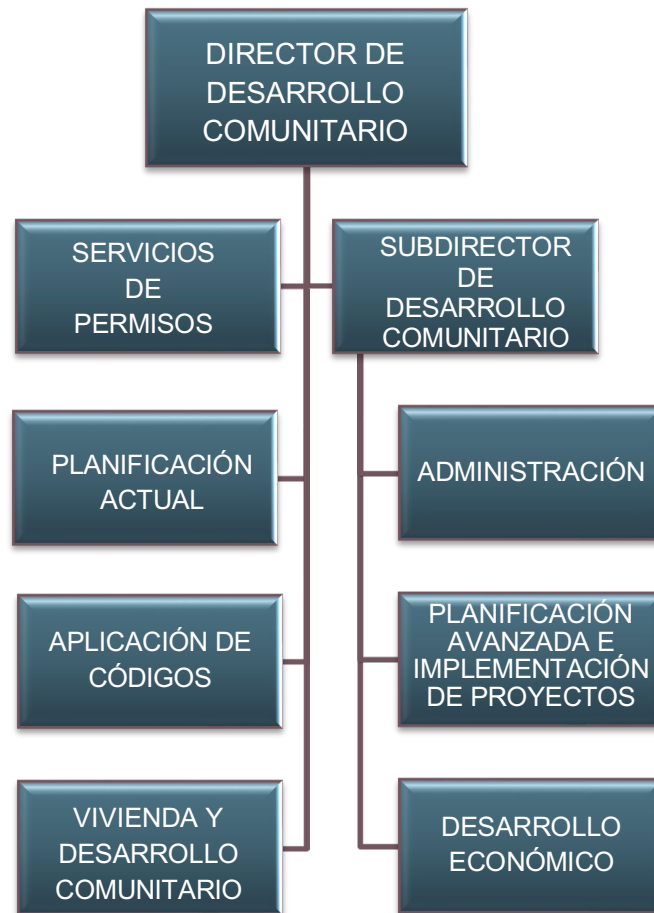 DIRECTOR DE
DESARROLLO
COMUNITARIO
SERVICIOS
DE
PERMISOS
SUBDIRECTOR
DE
DESARROLLO
COMUNITARIO
PLANIFICACIÓN
ACTUAL
ADMINISTRACIÓN
APLICACIÓN DE
CÓDIGOS
PLANIFICACIÓN
AVANZADA E
IMPLEMENTACIÓN
DE PROYECTOS
VIVIENDA Y
DESARROLLO
COMUNITARIO
DESARROLLO
ECONÓMICO